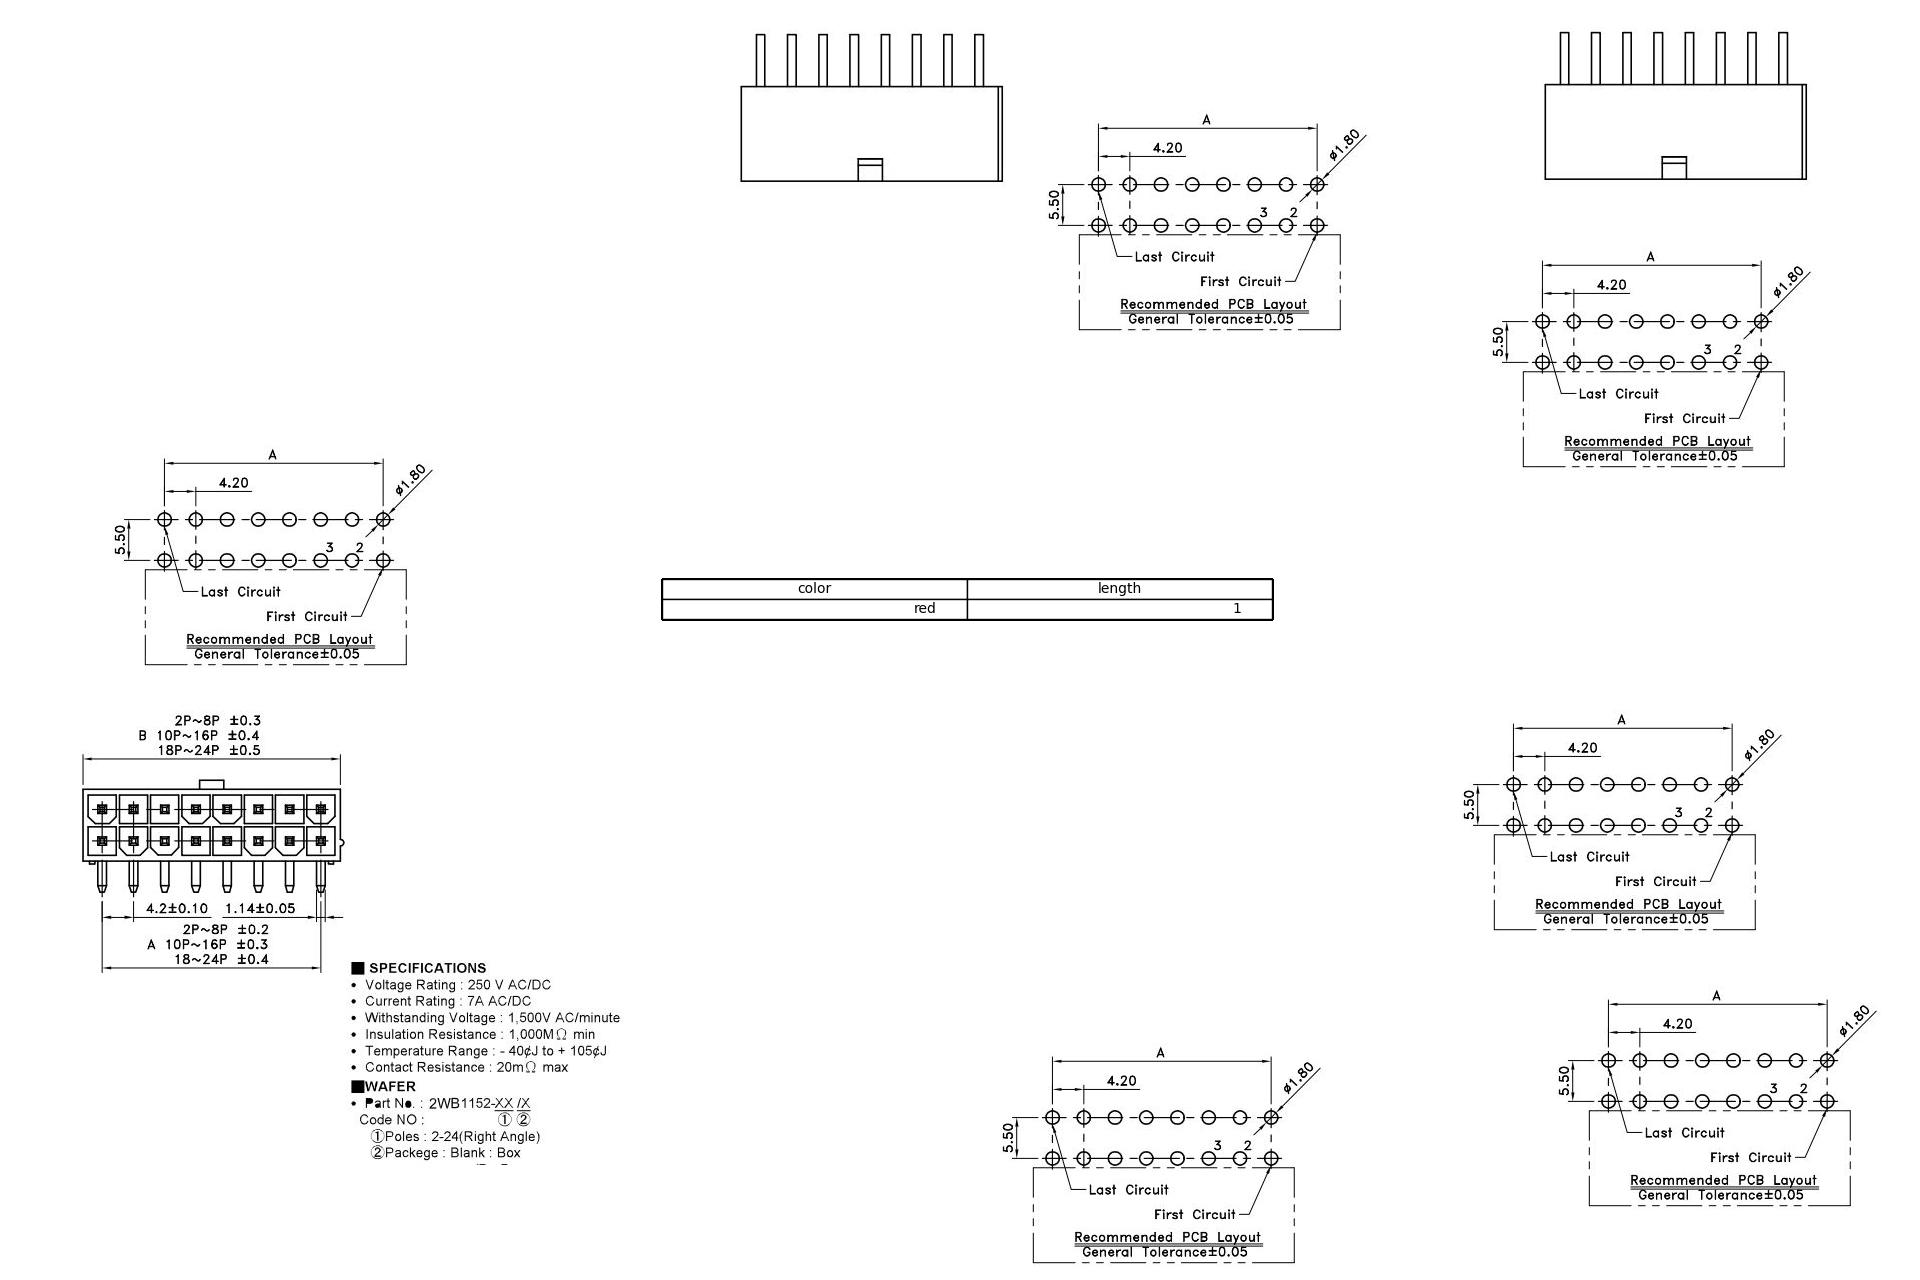 A
4.20
ø1.80
5.50
3 2
Last Circuit
First Circuit
Recommended PCB Layout
General Tolerance±0.05
A
4.20
ø1.80
5.50
3 2
Last Circuit
First Circuit
Recommended PCB Layout
General Tolerance±0.05
A
4.20
ø1.80
5.50
3 2
Last Circuit
First Circuit
Recommended PCB Layout
General Tolerance±0.05
color length
red 1
2P~8P ±0.3
B 10P~16P ±0.4
18P~24P ±0.5
4.2±0.10 1.14±0.05
2P~8P ±0.2
A 10P~16P ±0.3
18~24P ±0.4
A
4.20
ø1.80
5.50
3 2
Last Circuit
First Circuit
Recommended PCB Layout
General Tolerance±0.05
■ SPECIFICATIONS
• Voltage Rating : 250 V AC/DC
• Current Rating : 7A AC/DC
• Withstanding Voltage : 1,500V AC/minute
• Insulation Resistance : 1,000MΩ min
• Temperature Range : - 40¢J to + 105¢J
• Contact Resistance : 20mΩ max
■WAFER
• Part No. : 2WB1152-XX /X
Code NO : ① ②
①Poles : 2-24(Right Angle)
②Packege : Blank : Box
A
4.20
ø1.80
5.50
3 2
Last Circuit
First Circuit
Recommended PCB Layout
General Tolerance±0.05
A
4.20
ø1.80
5.50
3 2
Last Circuit
First Circuit
Recommended PCB Layout
General Tolerance±0.05